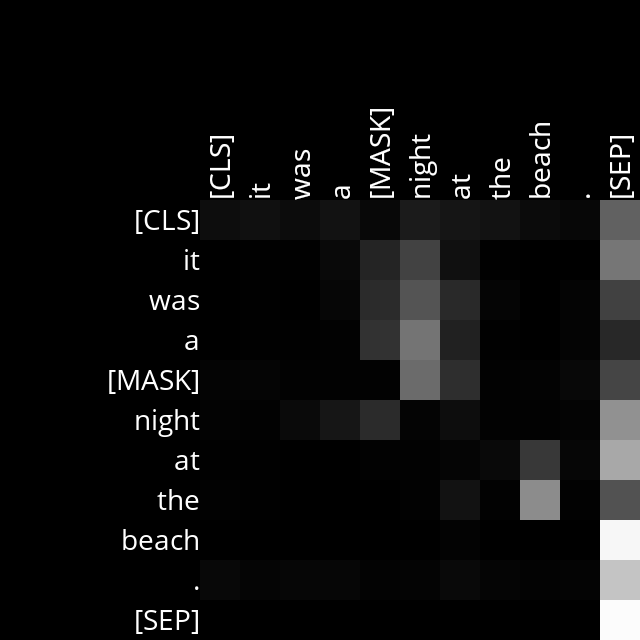 [CLS] it was a [MASK] night at the beach . [SEP]
[CLS]
it
was
a
[MASK]
night
at
the
beach
.
[SEP]